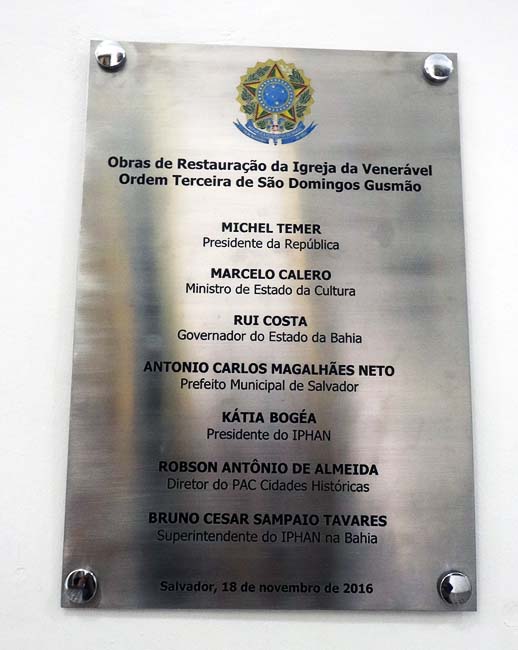 Obras de Restauração da Igreja da Venerável
Ordem Terceira de São Domingos Gusmão
MICHEL TEMER
Presidente da República
MARCELO CALERO
Ministro de Estado da Cultura
RUI COSTA
Governador do Estado da Bahia
ANTONIO CARLOS MAGALHÃES NETO
Prefeito Municipal de Salvador
KÁTIA BOGÉA
Presidente do IPHAN
ROBSON ANTÔNIO DE ALMEIDA
Diretor do PAC Cidades Históricas
BRUNO CESAR SAMPAIO TAVARES
Superintendente do IPHAN na Bahia
Salvador, 18 de novembro de 2016